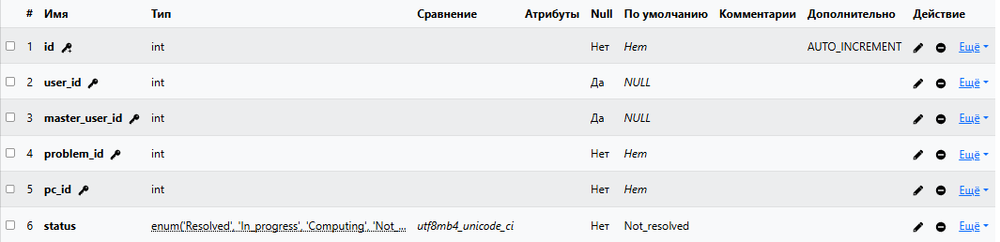 # Имя Тип Сравнение Атрибуты Null По умолчанию Комментарии Дополнительно Действие
1 id int Нет Нет AUTO_INCREMENT Ещё
2 user_id int Да NULL Ещё
3 master_user_id int Да NULL Ещё
4 problem_id int Нет Нет Ещё
5 pc_id int Нет Нет Ещё
6 status enum('Resolved', 'In_progress', 'Computing', 'Not_... utf8mb4_unicode_ci Нет Not_resolved Ещё